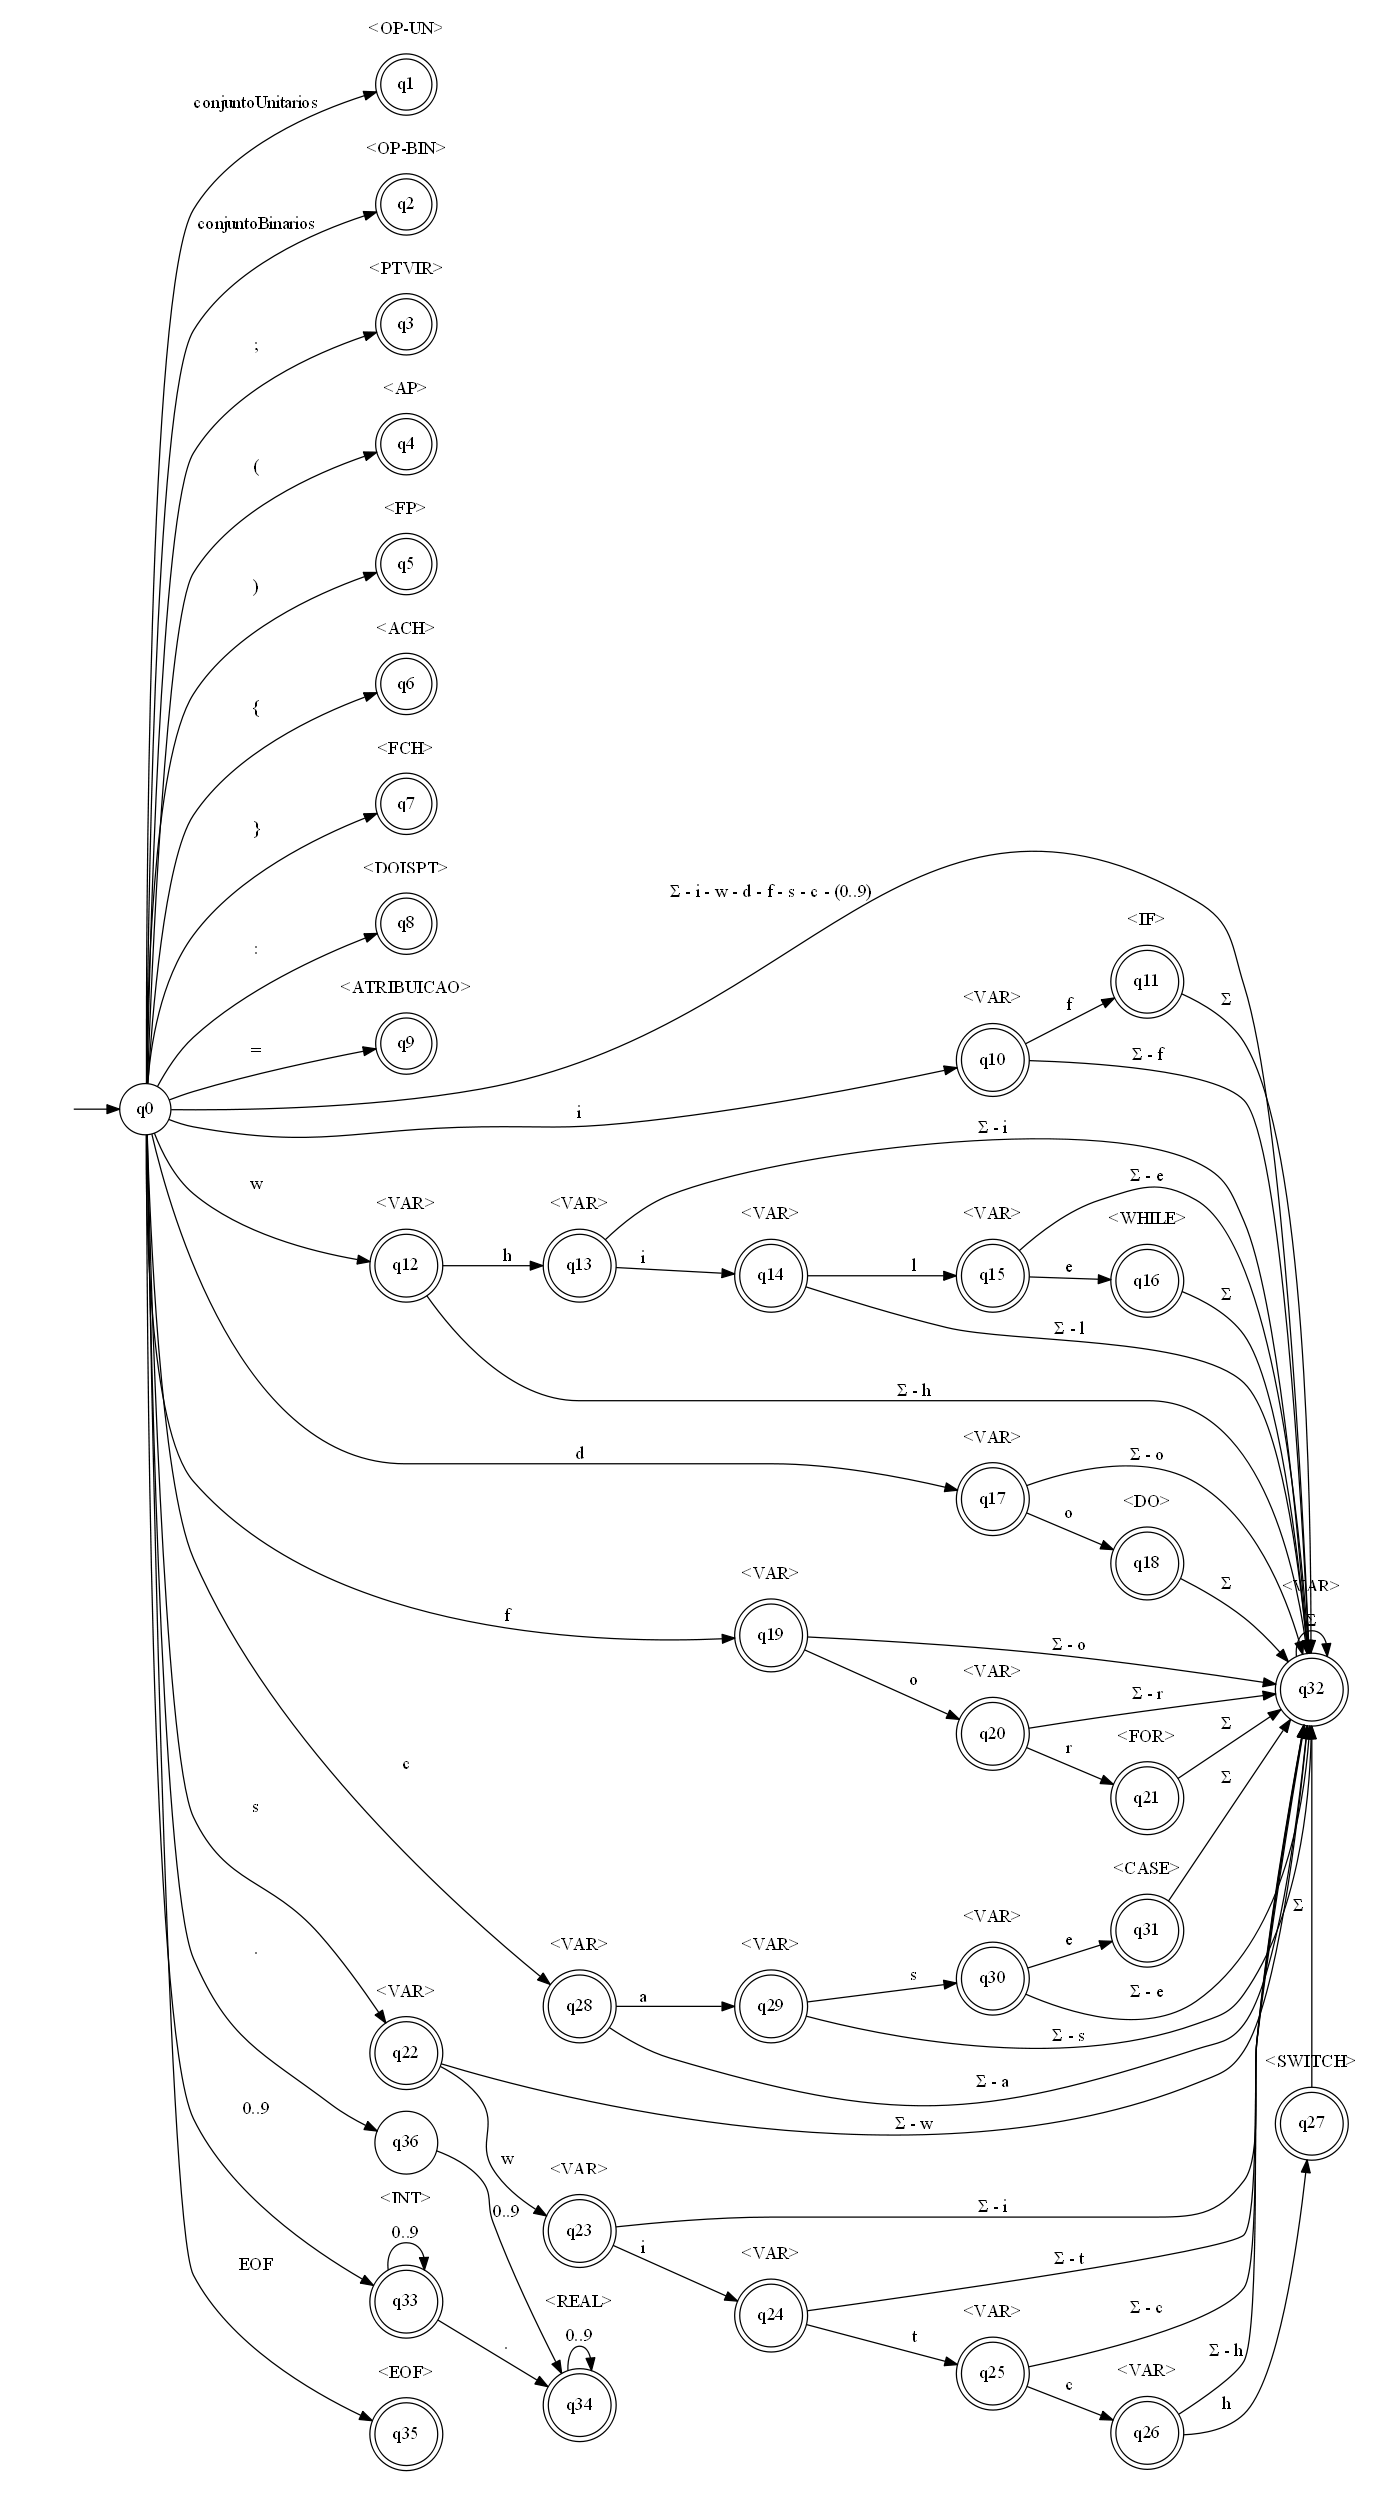 <OP-UN>
q1
conjuntoUnitarios
<OP-BIN>
q2
conjuntoBinarios
<PTVIR>
q3
;
<AP>
q4
(
<FP>
q5
)
<ACH>
q6
{
<FCH>
q7
}
<DOISPT>
q8
:
<ATRIBUICAO>
q9
=
q0
Σ - i - w - d - f - s - c - (0..9)
<IF>
q11
Σ
<VAR>
q10
f
Σ - f
i
Σ - i
w
<VAR>
q12
h
<VAR>
q13
i
<VAR>
q14
l
<VAR>
q15
Σ - e
e
<WHILE>
q16
Σ
Σ - l
Σ - h
d
<VAR>
q17
Σ - o
o
<DO>
q18
Σ
<VAR>
Σ
q32
f
<VAR>
q19
Σ - o
o
<VAR>
q20
Σ - r
r
<FOR>
q21
Σ
Σ
c
<CASE>
q31
s
<VAR>
q28
a
<VAR>
q29
s
<VAR>
q30
e
Σ - e
Σ - s
Σ - a
Σ
<SWITCH>
q27
.
<VAR>
q22
Σ - w
w
q36
0..9
0..9
<VAR>
q23
Σ - i
i
<INT>
0..9
q33
.
EOF
<VAR>
q24
Σ - t
t
<REAL>
0..9
q34
<VAR>
q25
Σ - c
c
<EOF>
q35
<VAR>
q26
Σ - h
h